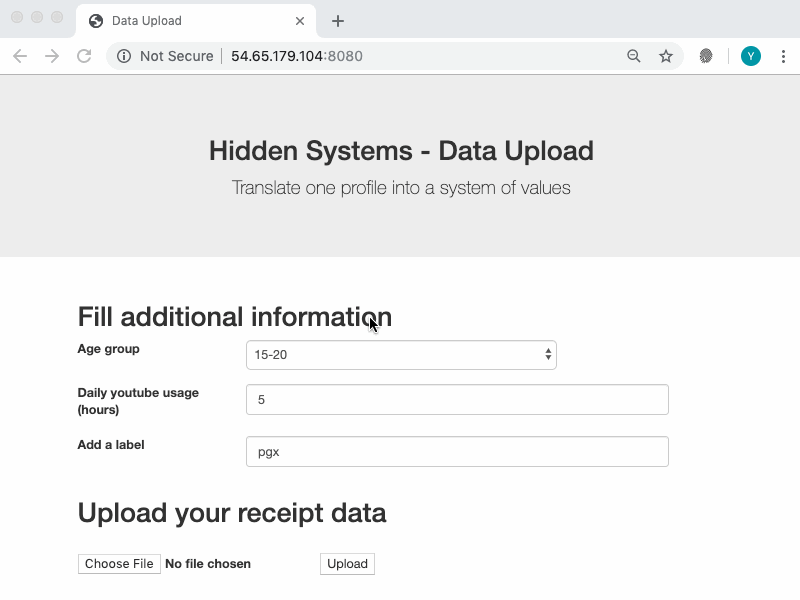 Data Upload
Not Secure 54.65.179.104:8080
Y
Hidden Systems - Data Upload
Translate one profile into a system of values
Fill additional information
Age group
15-20
Daily youtube usage
(hours)
5
Add a label
pgx
Upload your receipt data
Choose File No file chosen Upload